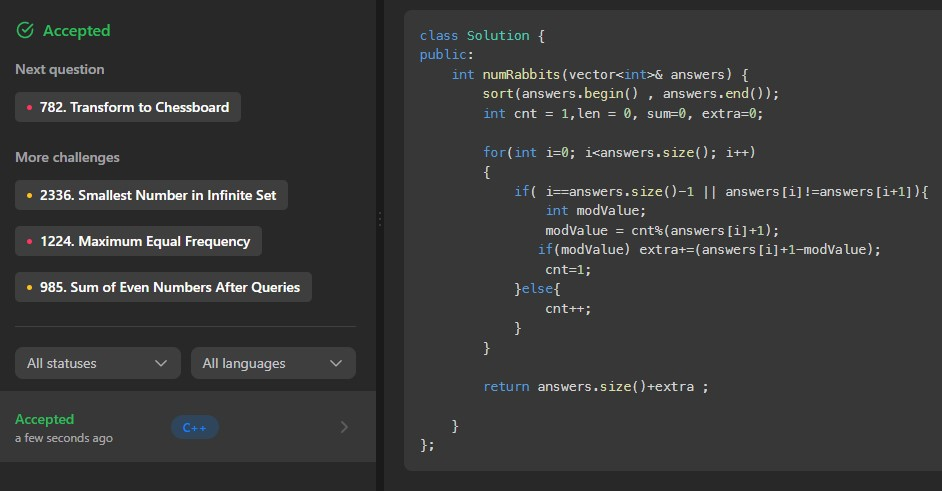 Accepted
Next question
782. Transform to Chessboard
More challenges
2336. Smallest Number in Infinite Set
1224. Maximum Equal Frequency
985. Sum of Even Numbers After Queries
All statuses
All languages
Accepted
a few seconds ago
C++
class Solution {
public:
    int numRabbits(vector<int>& answers) {
        sort(answers.begin() , answers.end());
        int cnt = 1,len = 0, sum=0, extra=0;
        for(int i=0; i<answers.size(); i++)
        {
            if( i==answers.size()-1 || answers[i]!=answers[i+1]){
                int modValue;
                modValue = cnt%(answers[i]+1);
               if(modValue) extra+=(answers[i]+1-modValue);
                cnt=1;
            }else{
                cnt++;
            }
        }
        return answers.size()+extra ;
    }
};